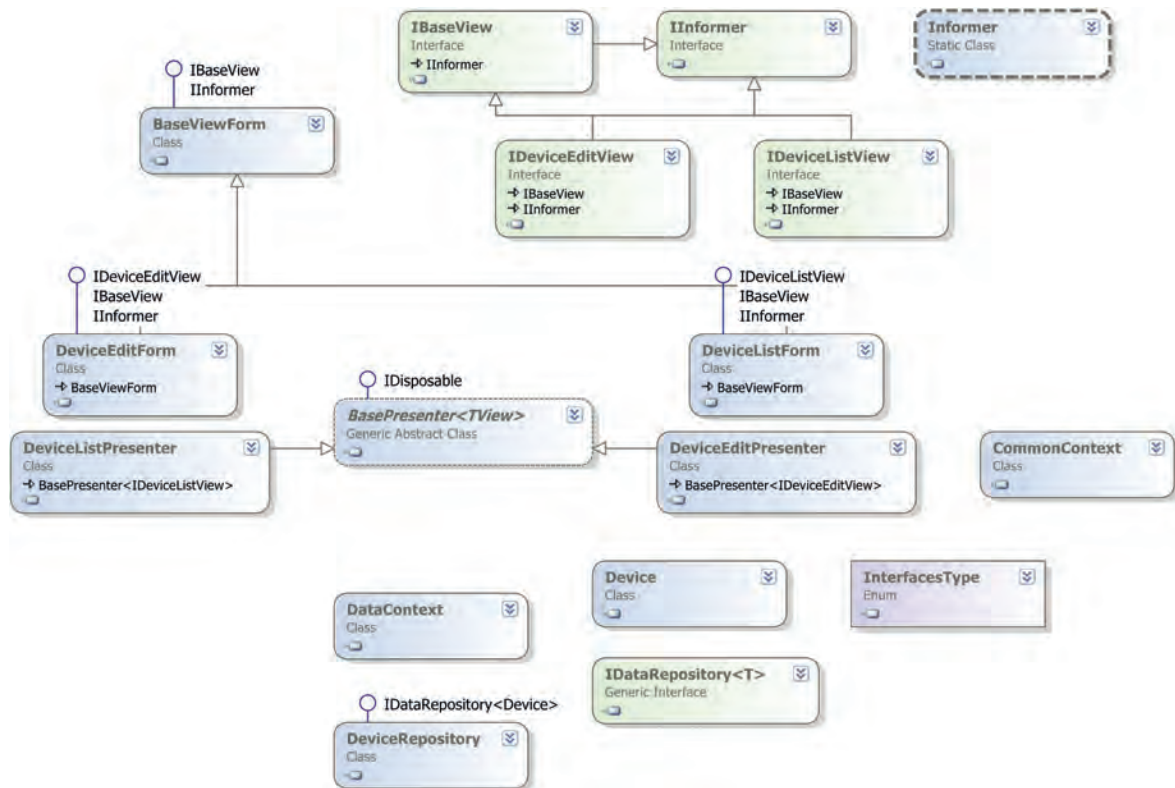 IBaseView
Interface
IInformer
IInformer
Interface
Informer
Static Class
IBaseView
IInformer
BaseViewForm
Class
IDeviceEditView
Interface
IBaseView
IInformer
IDeviceListView
Interface
IBaseView
IInformer
IDeviceEditView
IBaseView
IInformer
DeviceEditForm
Class
BaseViewForm
IDeviceListView
IBaseView
IInformer
DeviceListForm
Class
BaseViewForm
IDisposable
BasePresenter<TView>
Generic Abstract Class
DeviceListPresenter
Class
BasePresenter<IDeviceListView>
DeviceEditPresenter
Class
BasePresenter<IDeviceEditView>
CommonContext
Class
Device
Class
InterfacesType
Enum
DataContext
Class
IDataRepository<T>
Generic Interface
IDataRepository<Device>
DeviceRepository
Class